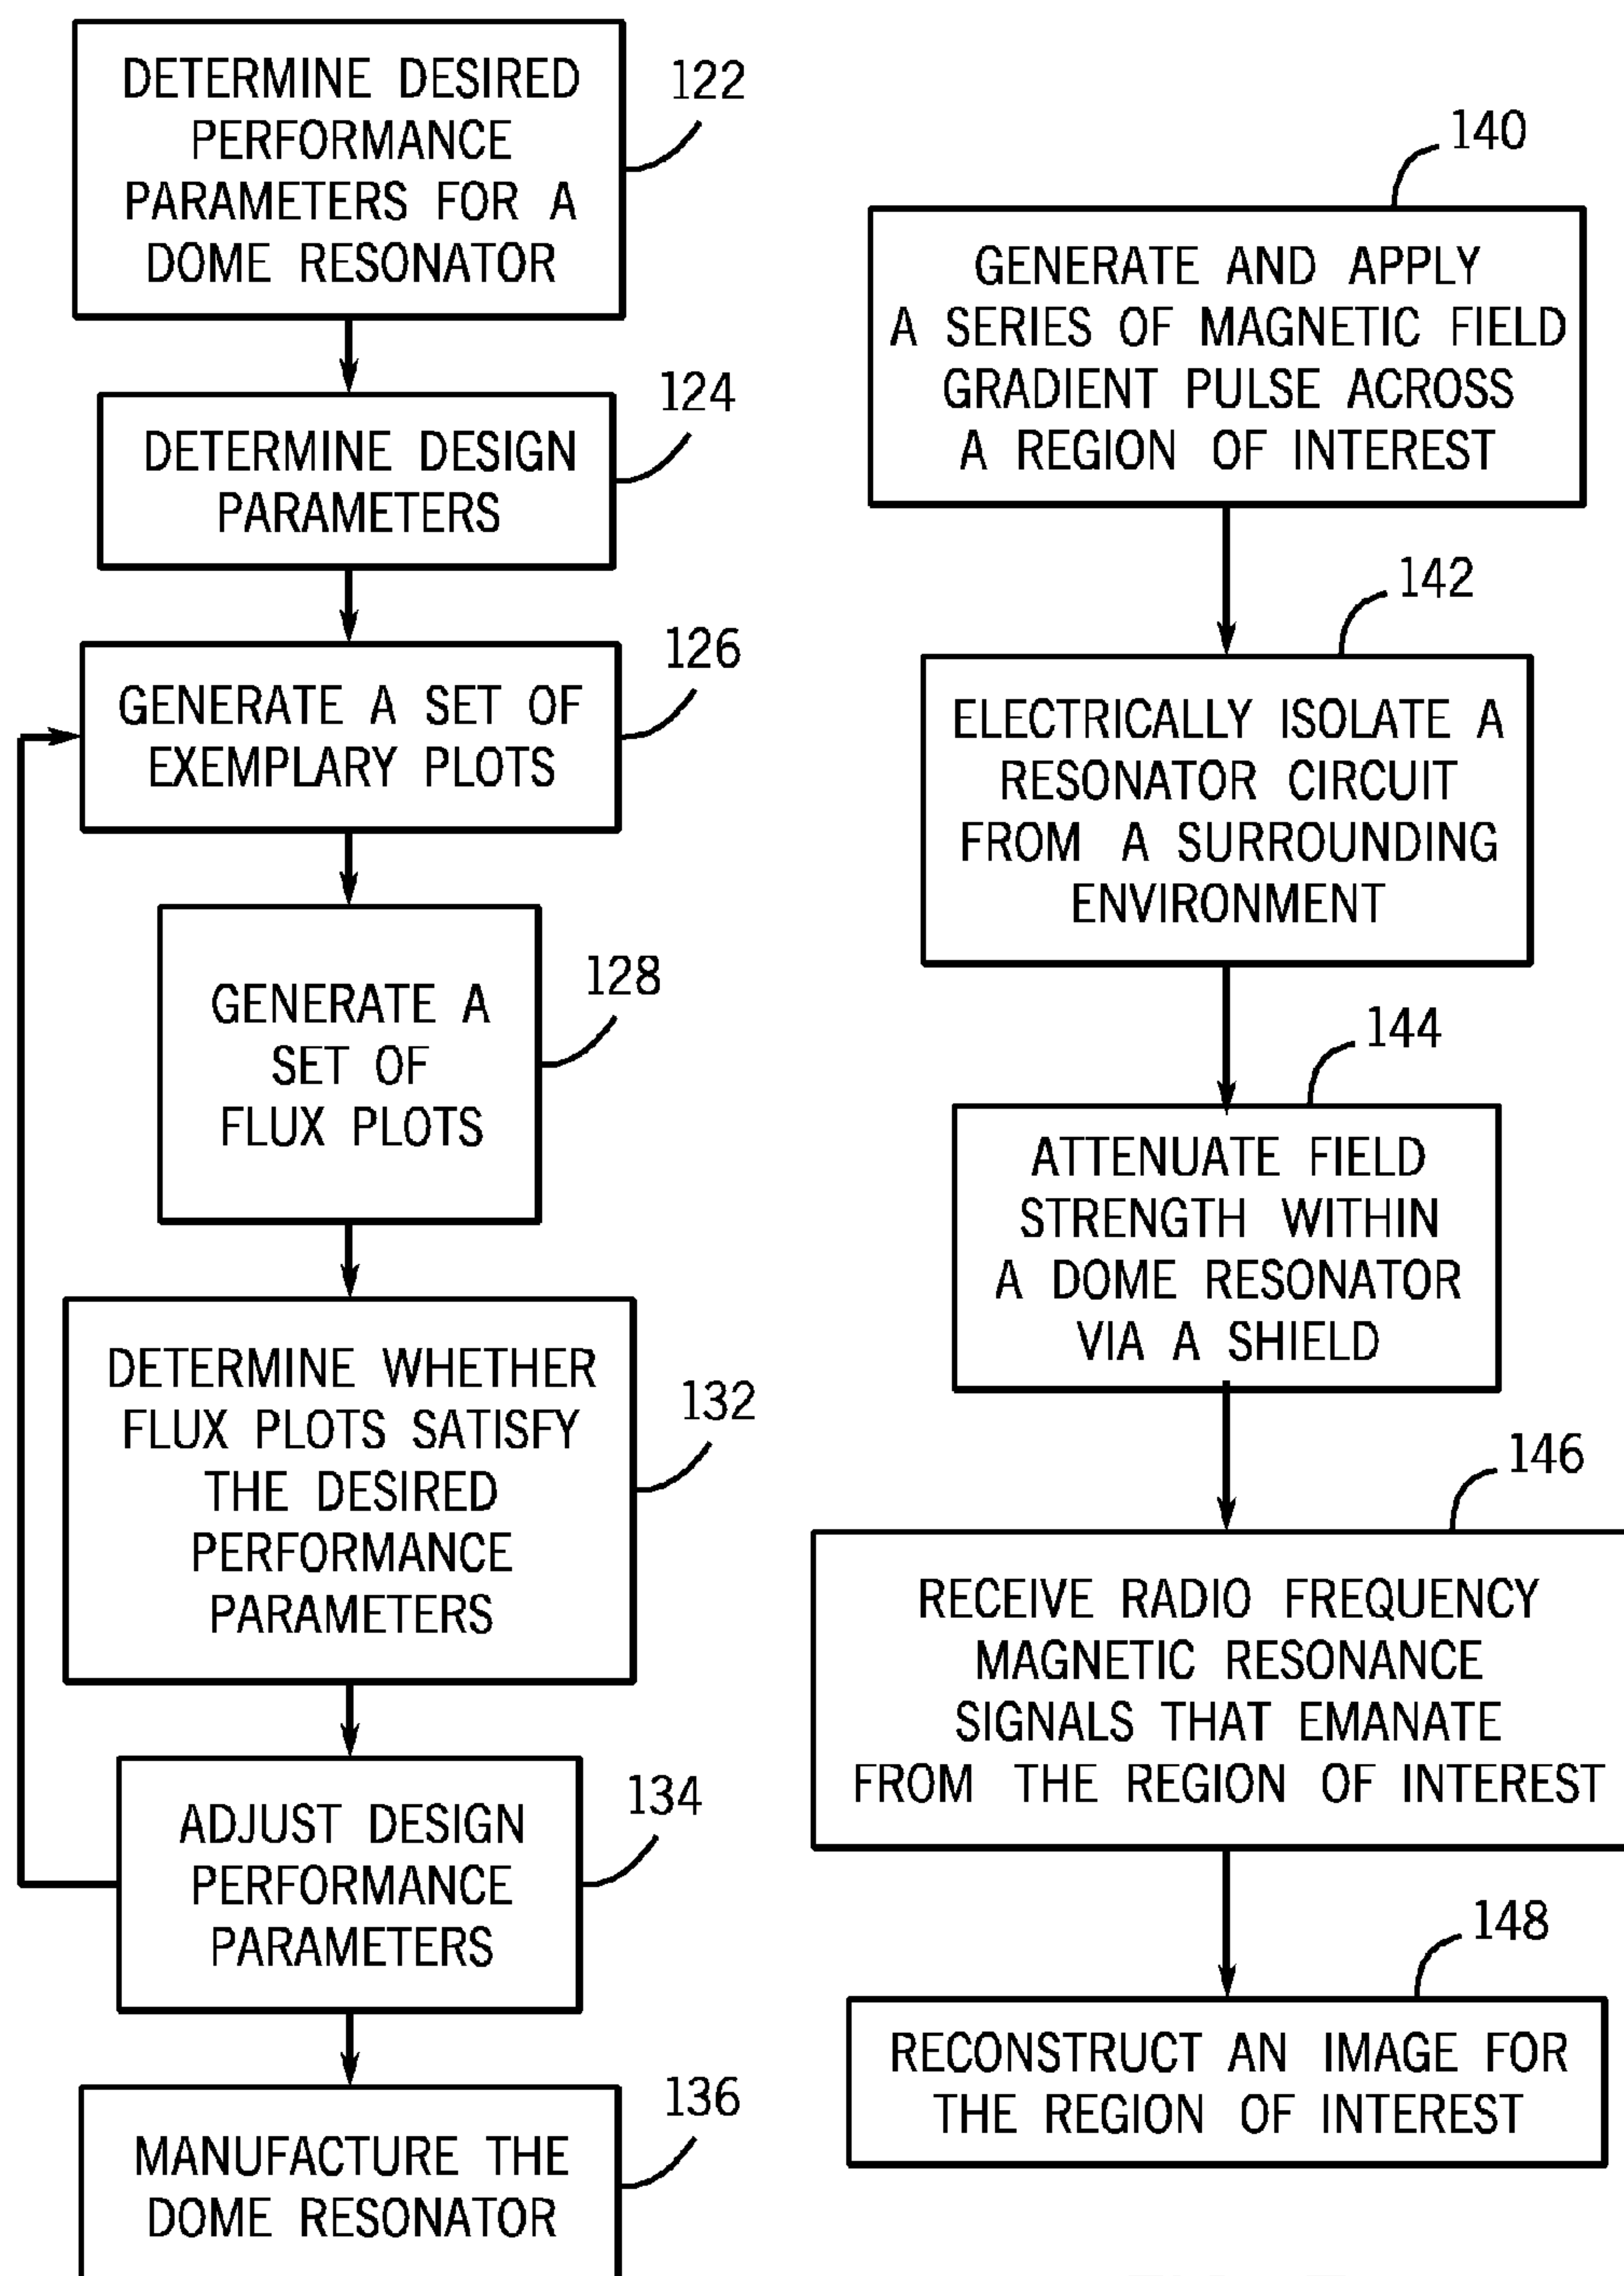 DETERMINE DESIRED
PERFORMANCE
PARAMETERS FOR A
DOME RESONATOR
122
DETERMINE DESIGN
PARAMETERS
124
GENERATE A SET OF
EXEMPLARY PLOTS
126
GENERATE A
SET OF
FLUX PLOTS
128
DETERMINE WHETHER
FLUX PLOTS SATISFY
THE DESIRED
PERFORMANCE
PARAMETERS
132
ADJUST DESIGN
PERFORMANCE
PARAMETERS
134
MANUFACTURE THE
DOME RESONATOR
136
140
GENERATE AND APPLY
A SERIES OF MAGNETIC FIELD
GRADIENT PULSE ACROSS
A REGION OF INTEREST
142
ELECTRICALLY ISOLATE A
RESONATOR CIRCUIT
FROM A SURROUNDING
ENVIRONMENT
144
ATTENUATE FIELD
STRENGTH WITHIN
A DOME RESONATOR
VIA A SHIELD
146
RECEIVE RADIO FREQUENCY
MAGNETIC RESONANCE
SIGNALS THAT EMANATE
FROM THE REGION OF INTEREST
148
RECONSTRUCT AN IMAGE FOR
THE REGION OF INTEREST